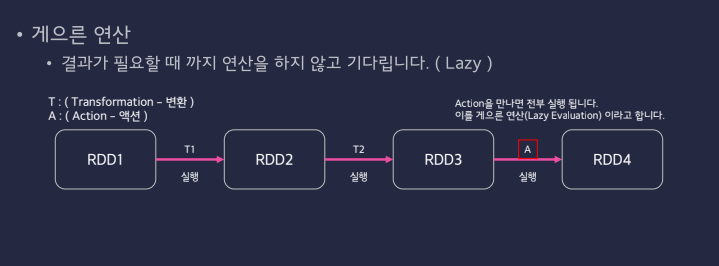 • 게으른 연산
• 결과가 필요할 때 까지 연산을 하지 않고 기다립니다. ( Lazy )
T : ( Transformation – 변환 )
A : ( Action – 액션 )
Action을 만나면 전부 실행 됩니다.
이를 게으른 연산(Lazy Evaluation) 이라고 합니다.
RDD1
T1
실행
RDD2
T2
실행
RDD3
A
실행
RDD4